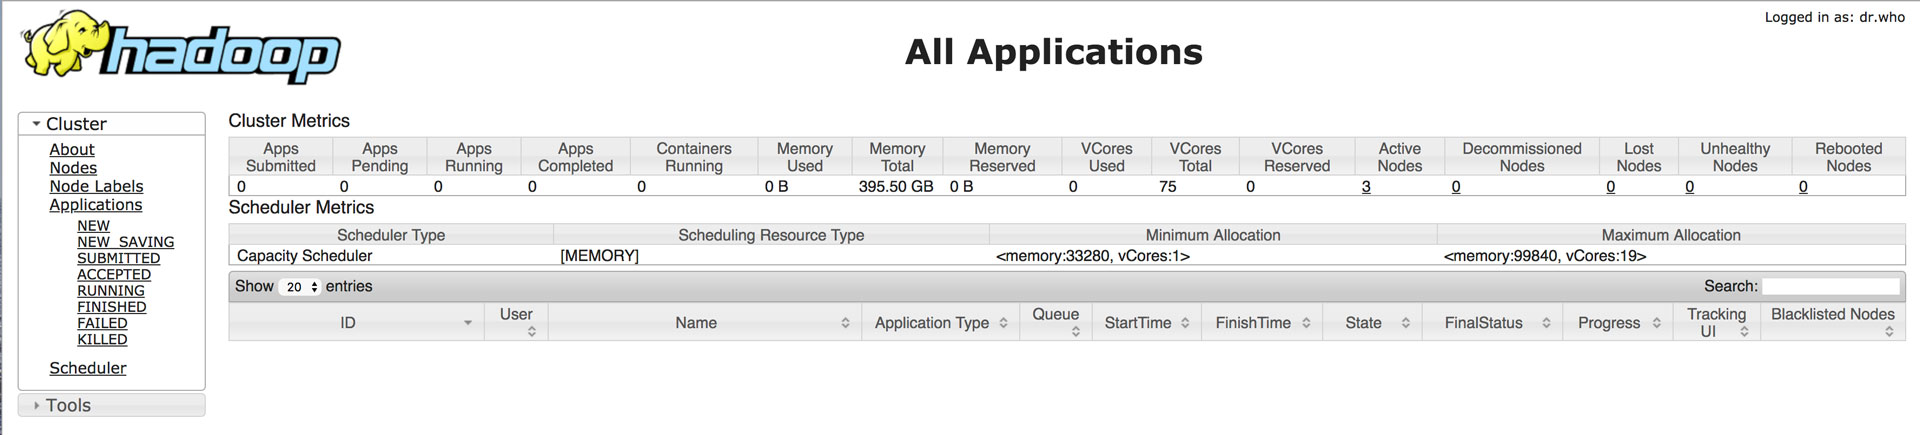 Logged in as: dr.who
hadoop
All Applications
Cluster
About
Nodes
Node Labels
Applications
NEW
NEW_SAVING
SUBMITTED
ACCEPTED
RUNNING
FINISHED
FAILED
KILLED
Scheduler
Tools
Cluster Metrics
Apps Submitted Apps Pending Apps Running Apps Completed Containers Running Memory Used Memory Total Memory Reserved VCores Used VCores Total VCores Reserved Active Nodes Decommissioned Nodes Lost Nodes Unhealthy Nodes Rebooted Nodes
0 0 0 0 0 0 B 395.50 GB 0 B 0 75 0 3 0 0 0 0
Scheduler Metrics
Scheduler Type Scheduling Resource Type Minimum Allocation Maximum Allocation
Capacity Scheduler [MEMORY] <memory:33280, vCores:1> <memory:99840, vCores:19>
Show 20 entries Search:
ID User Name Application Type Queue StartTime FinishTime State FinalStatus Progress Tracking UI Blacklisted Nodes